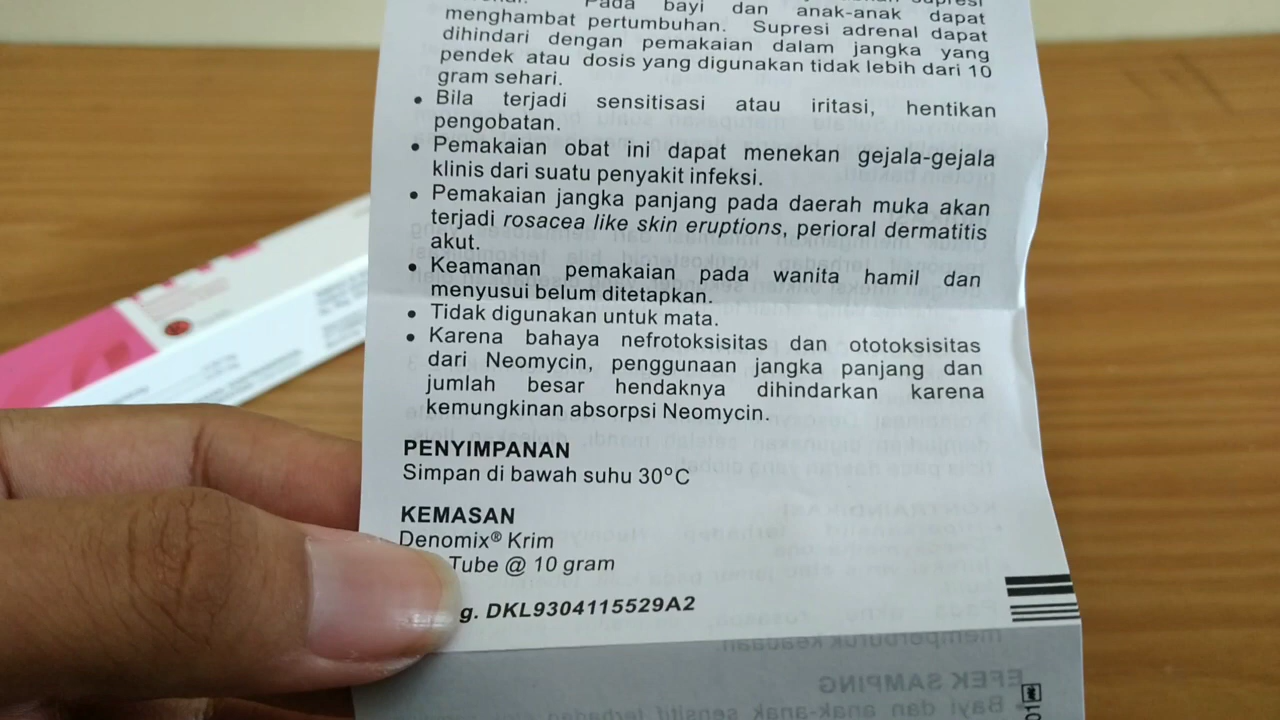 Pada bayi dan anak-anak dapat
menghambat pertumbuhan. Supresi adrenal dapat
dihindari dengan pemakaian dalam jangka yang
pendek atau dosis yang digunakan tidak lebih dari 10
gram sehari.
• Bila terjadi sensitisasi atau iritasi, hentikan
pengobatan.
• Pemakaian obat ini dapat menekan gejala-gejala
klinis dari suatu penyakit infeksi.
• Pemakaian jangka panjang pada daerah muka akan
terjadi rosacea like skin eruptions, perioral dermatitis
akut.
• Keamanan pemakaian pada wanita hamil dan
menyusui belum ditetapkan.
• Tidak digunakan untuk mata.
• Karena bahaya nefrotoksisitas dan ototoksisitas
dari Neomycin, penggunaan jangka panjang dan
jumlah besar hendaknya dihindarkan karena
kemungkinan absorpsi Neomycin.
PENYIMPANAN
Simpan di bawah suhu 30°C
KEMASAN
Denomix® Krim
Tube @ 10 gram
g. DKL9304115529A2
EFEK SAMPING